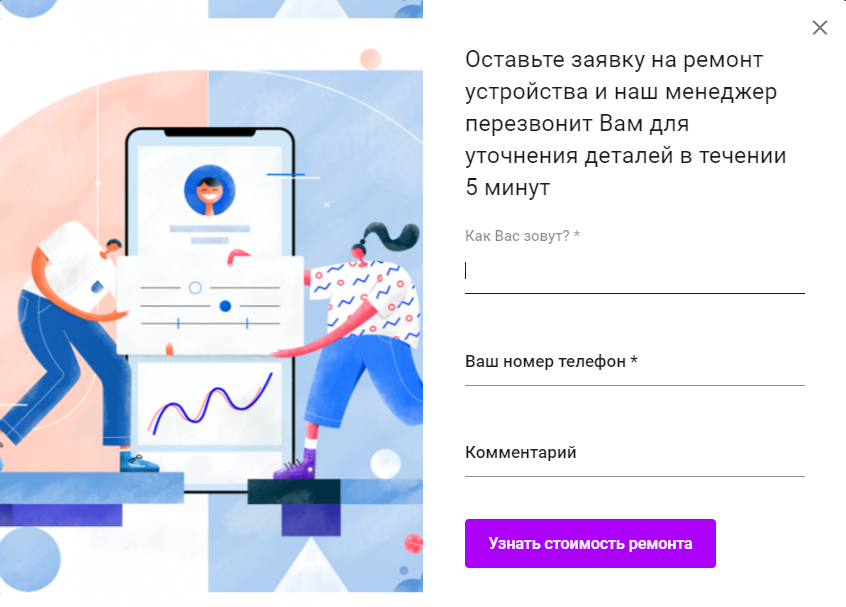 Оставьте заявку на ремонт
устройства и наш менеджер
перезвонит Вам для
уточнения деталей в течении
5 минут
Как Вас зовут? *
Ваш номер телефон *
Комментарий
Узнать стоимость ремонта